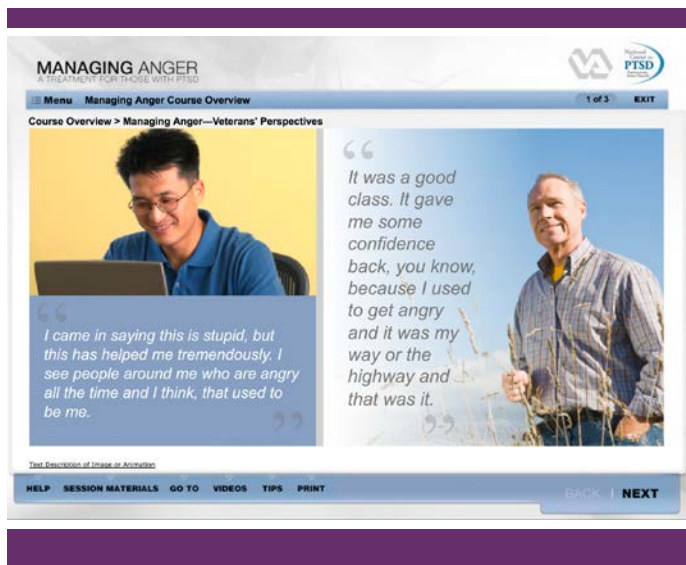 MANAGING ANGER
A TREATMENT FOR THOSE WITH PTSD
VA
National
Center for
PTSD
Menu Managing Anger Course Overview
1 of 3 EXIT
Course Overview > Managing Anger—Veterans' Perspectives
“
I came in saying this is stupid, but
this has helped me tremendously. I
see people around me who are angry
all the time and I think, that used to
be me.
”
“
It was a good
class. It gave
me some
confidence
back, you know,
because I used
to get angry
and it was my
way or the
highway and
that was it.
”
Text Description of Image or Animation
HELP SESSION MATERIALS GO TO VIDEOS TIPS PRINT
BACK | NEXT